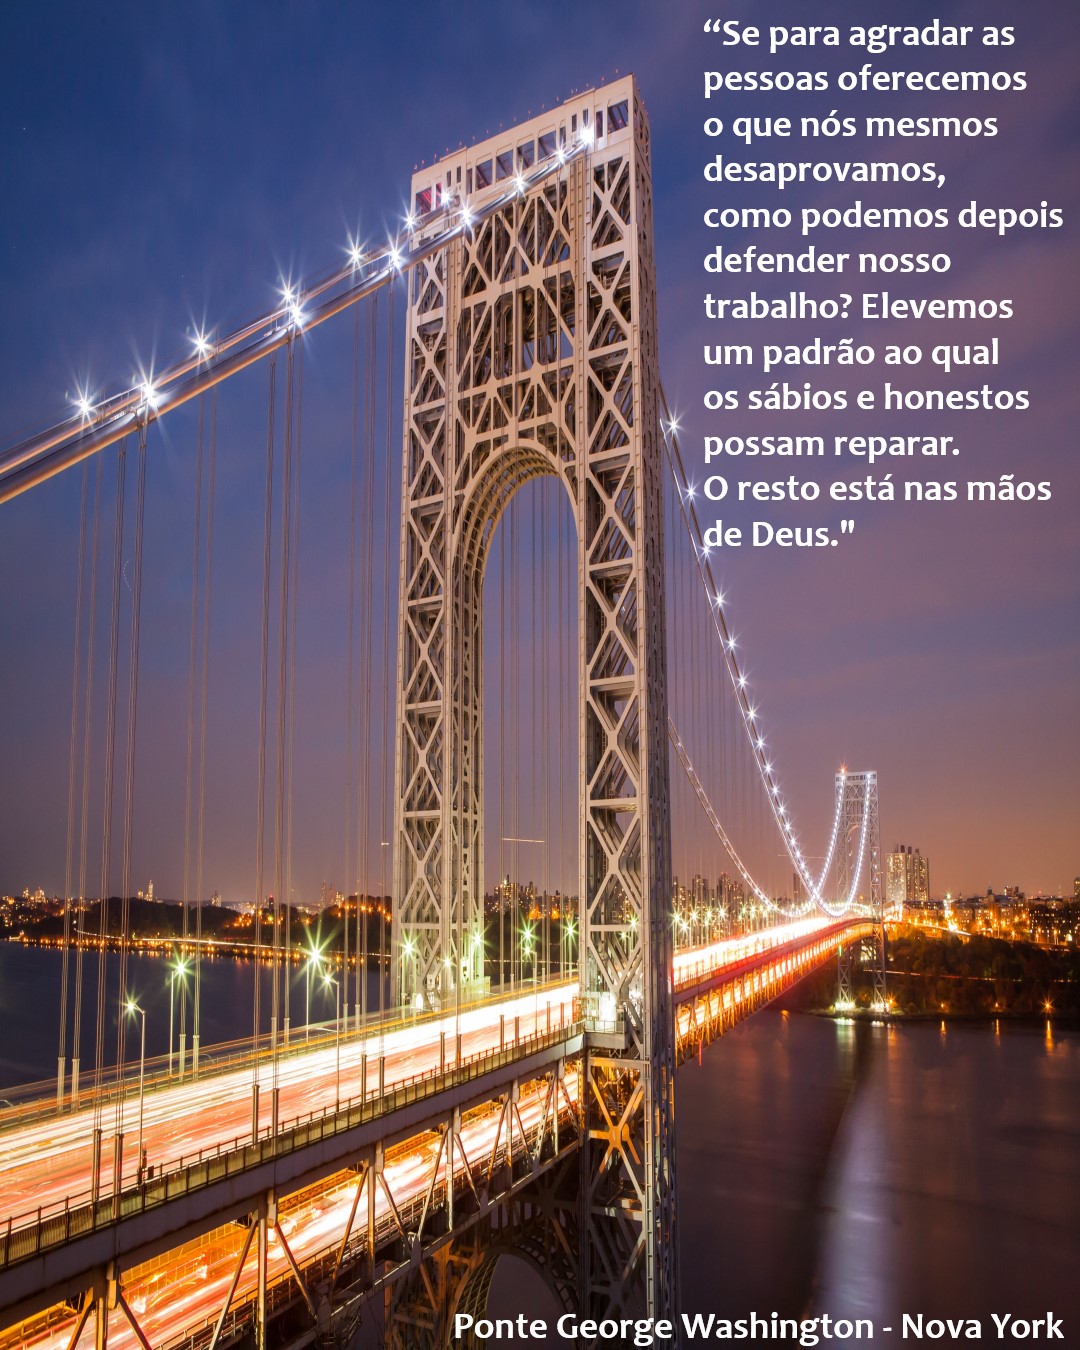 “Se para agradar as
pessoas oferecemos
o que nós mesmos
desaprovamos,
como podemos depois
defender nosso
trabalho? Elevemos
um padrão ao qual
os sábios e honestos
possam reparar.
O resto está nas mãos
de Deus."
Ponte George Washington - Nova York